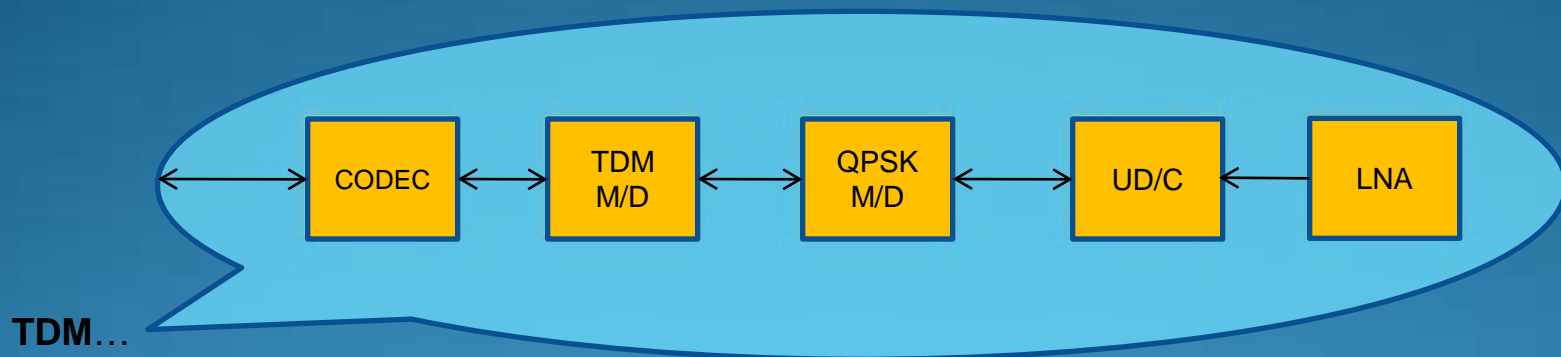 CODEC
TDM
M/D
QPSK
M/D
UD/C
LNA
TDM…